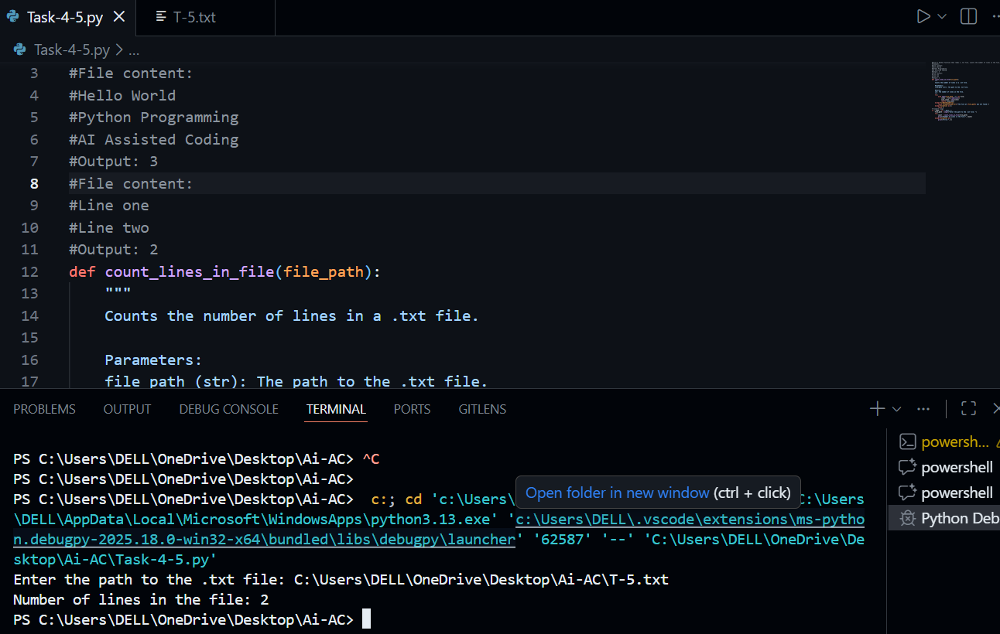 Task-4-5.py
T-5.txt
Task-4-5.py > ...
3 #File content:
4 #Hello World
5 #Python Programming
6 #AI Assisted Coding
7 #Output: 3
8 #File content:
9 #Line one
10 #Line two
11 #Output: 2
12 def count_lines_in_file(file_path):
13 """
14 Counts the number of lines in a .txt file.
15
16 Parameters:
17 file_path (str): The path to the .txt file.
PROBLEMS OUTPUT DEBUG CONSOLE TERMINAL PORTS GITLENS
PS C:\Users\DELL\OneDrive\Desktop\Ai-AC> ^C
PS C:\Users\DELL\OneDrive\Desktop\Ai-AC>
PS C:\Users\DELL\OneDrive\Desktop\Ai-AC>  c:; cd 'c:\Users\ C:\Users
Open folder in new window (ctrl + click)
\DELL\AppData\Local\Microsoft\WindowsApps\python3.13.exe' 'c:\Users\DELL\.vscode\extensions\ms-pytho
n.debugpy-2025.18.0-win32-x64\bundled\libs\debugpy\launcher' '62587' '--' 'C:\Users\DELL\OneDrive\De
sktop\Ai-AC\Task-4-5.py'
Enter the path to the .txt file: C:\Users\DELL\OneDrive\Desktop\Ai-AC\T-5.txt
Number of lines in the file: 2
PS C:\Users\DELL\OneDrive\Desktop\Ai-AC>
powersh...
powershell
powershell
Python Deb